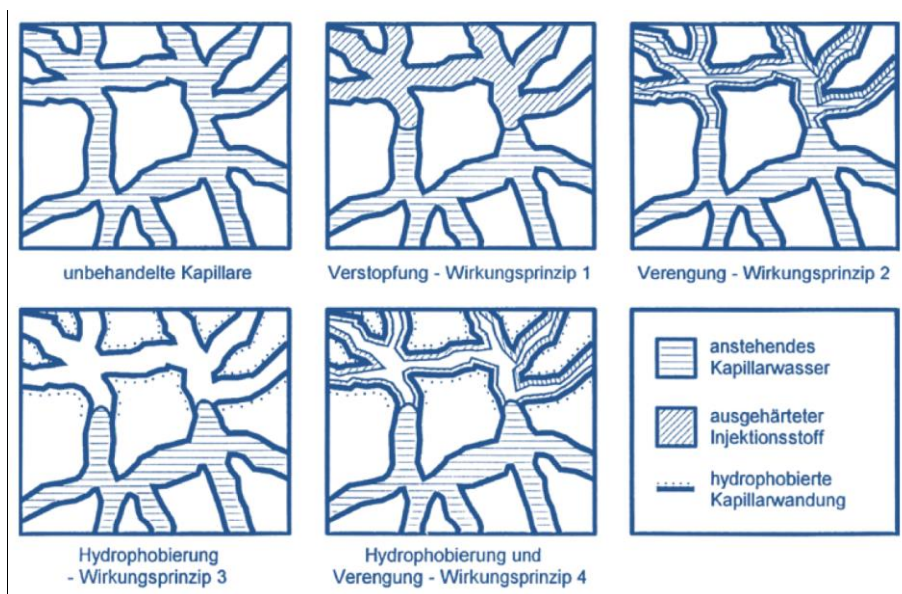 unbehandelte Kapillare
Verstopfung - Wirkungsprinzip 1
Verengung - Wirkungsprinzip 2
Hydrophobierung
- Wirkungsprinzip 3
Hydrophobierung und
Verengung - Wirkungsprinzip 4
anstehendes
Kapillarwasser
ausgehärteter
Injektionsstoff
hydrophobierte
Kapillarwandung